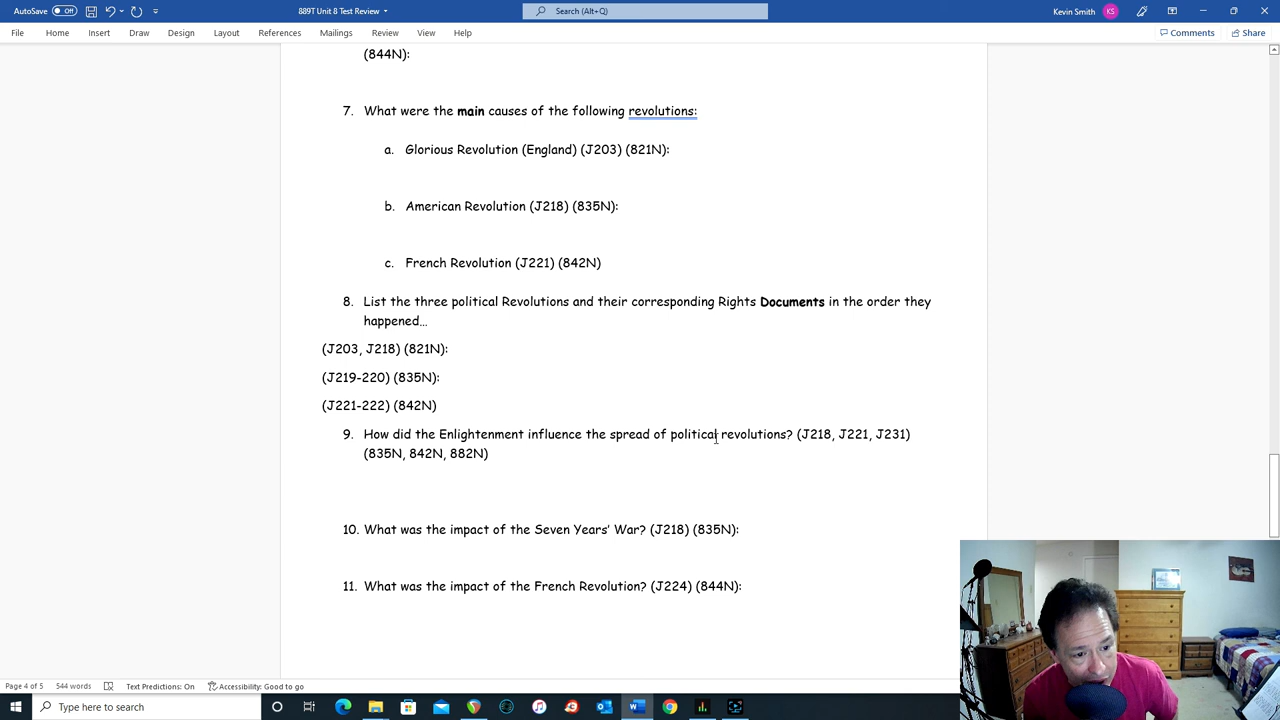 AutoSave Off 889T Unit 8 Test Review Search (Alt+Q) Kevin Smith KS
File Home Insert Draw Design Layout References Mailings Review View Help Comments Share
(844N):
7. What were the main causes of the following revolutions:
a. Glorious Revolution (England) (J203) (821N):
b. American Revolution (J218) (835N):
c. French Revolution (J221) (842N)
8. List the three political Revolutions and their corresponding Rights Documents in the order they
happened…
(J203, J218) (821N):
(J219-220) (835N):
(J221-222) (842N)
9. How did the Enlightenment influence the spread of political revolutions? (J218, J221, J231)
(835N, 842N, 882N)
10. What was the impact of the Seven Years' War? (J218) (835N):
11. What was the impact of the French Revolution? (J224) (844N):
Page 4 of 5 544 words Text Predictions: On Accessibility: Good to go
Type here to search